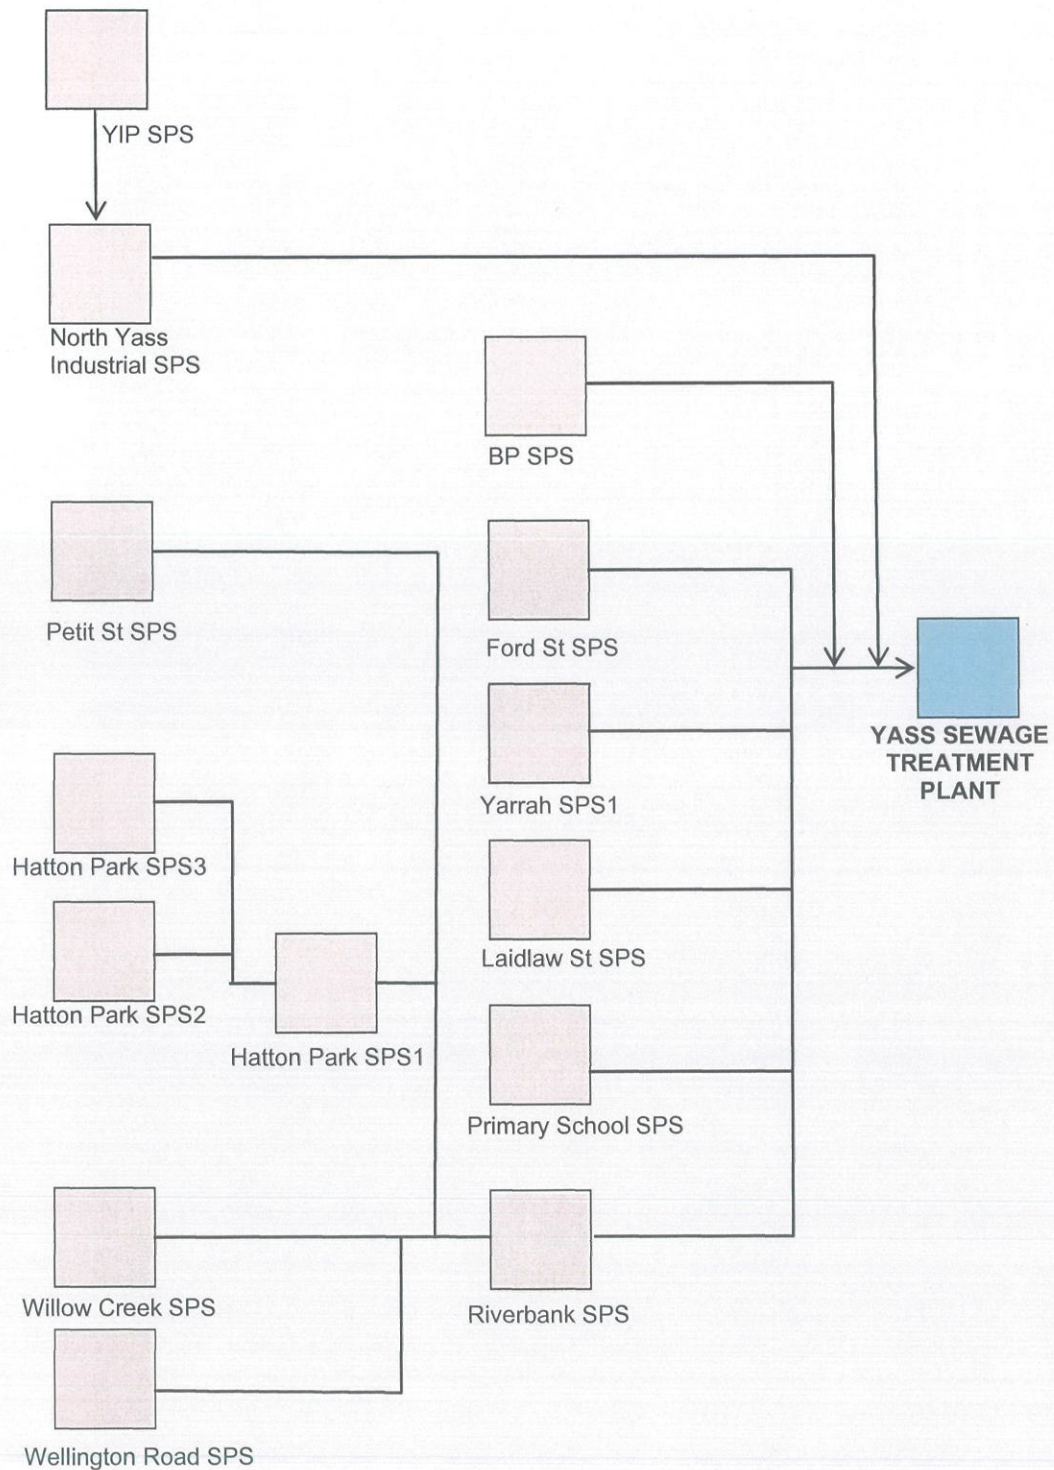 YIP SPS
North Yass
Industrial SPS
BP SPS
Petit St SPS
Ford St SPS
YASS SEWAGE
TREATMENT
PLANT
Yarrah SPS1
Hatton Park SPS3
Laidlaw St SPS
Hatton Park SPS2
Hatton Park SPS1
Primary School SPS
Willow Creek SPS
Riverbank SPS
Wellington Road SPS